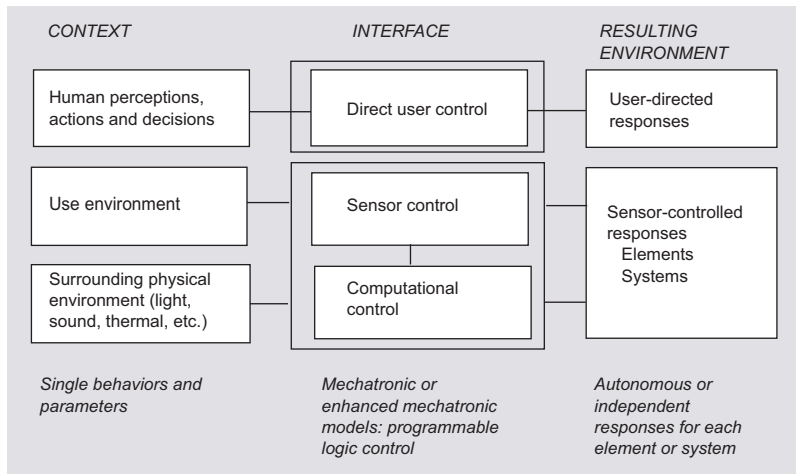 CONTEXT
INTERFACE
RESULTING
ENVIRONMENT
Human perceptions,
actions and decisions
Direct user control
User-directed
responses
Use environment
Sensor control
Sensor-controlled
responses
Elements
Systems
Surrounding physical
environment (light,
sound, thermal, etc.)
Computational
control
Single behaviors and
parameters
Mechatronic or
enhanced mechatronic
models: programmable
logic control
Autonomous or
independent
responses for each
element or system